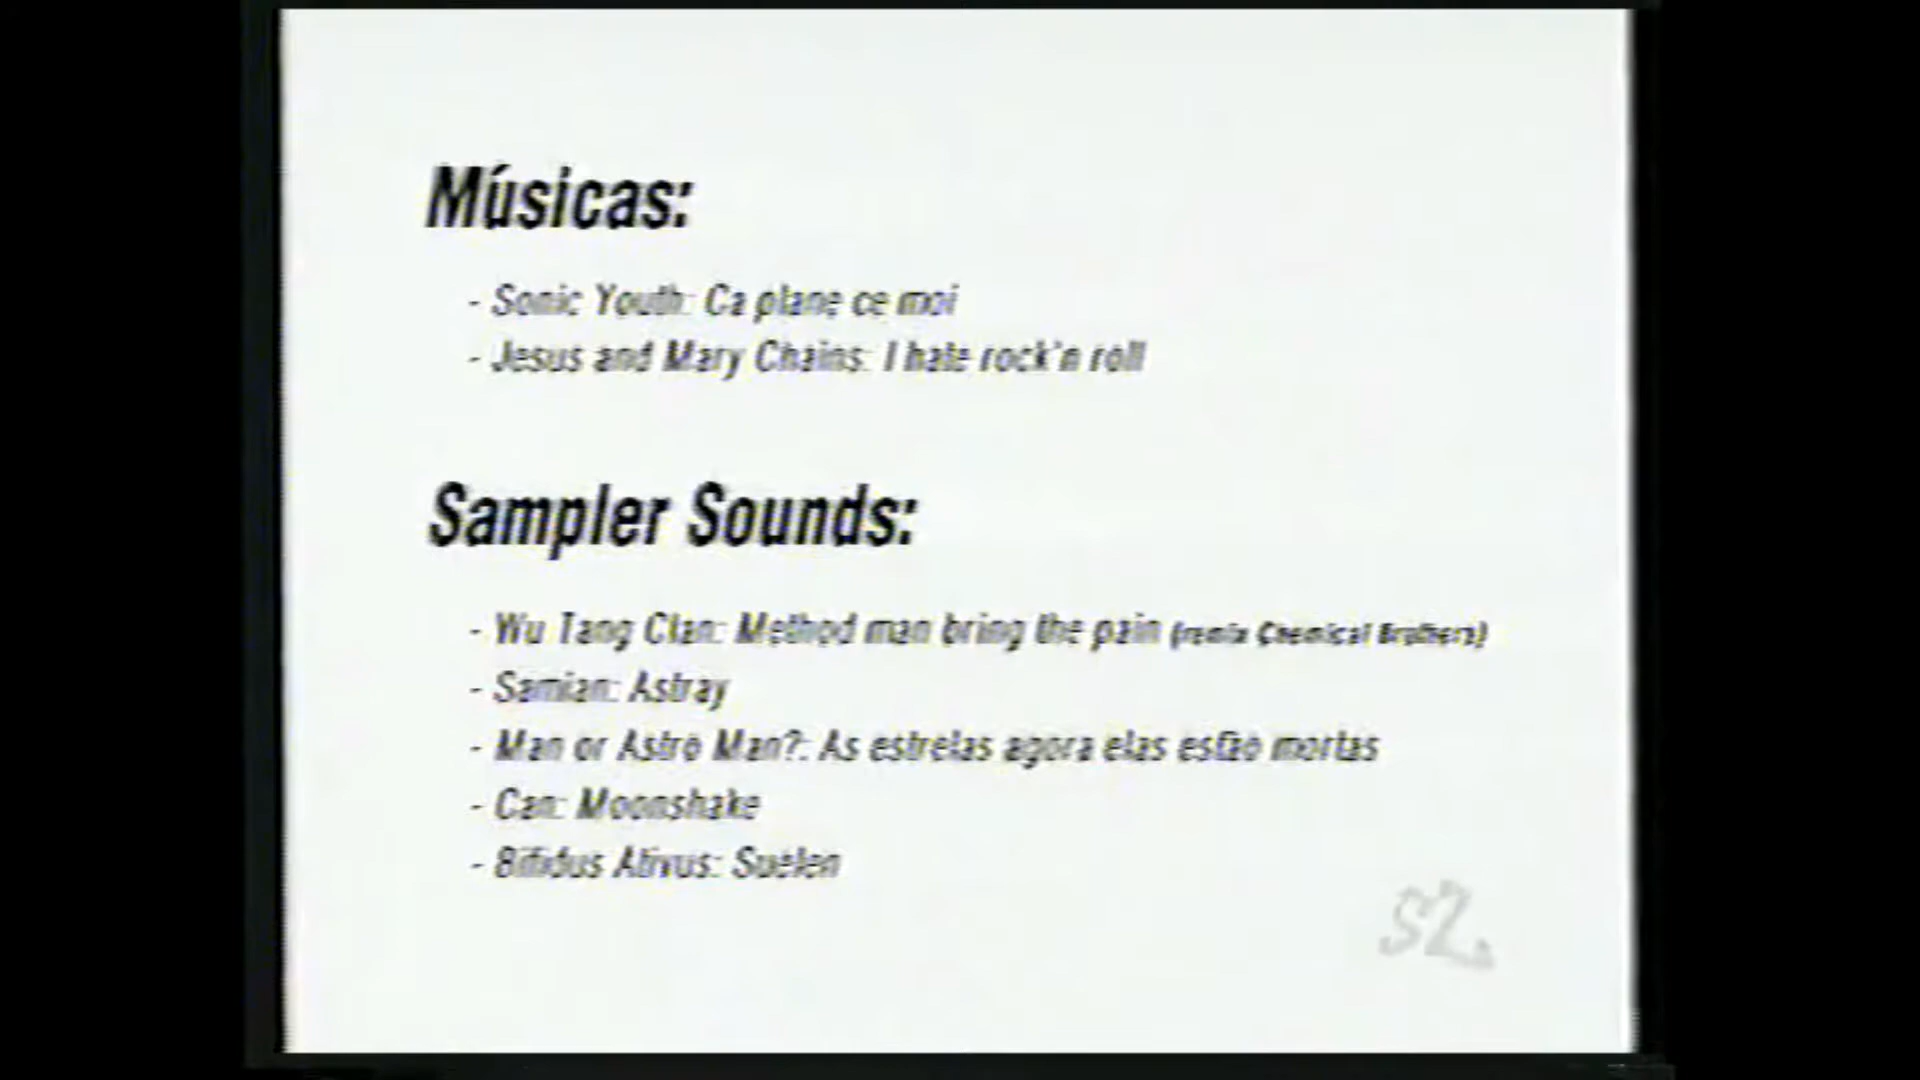 Músicas:
- Sonic Youth: Ca plane ce moi
- Jesus and Mary Chains: I hate rock'n roll
Sampler Sounds:
- Wu Tang Clan: Method man bring the pain (remix Chemical Brothers)
- Samian: Astray
- Man or Astro Man?: As estrelas agora elas estão mortas
- Can: Moonshake
- Bifidus Ativus: Suelen